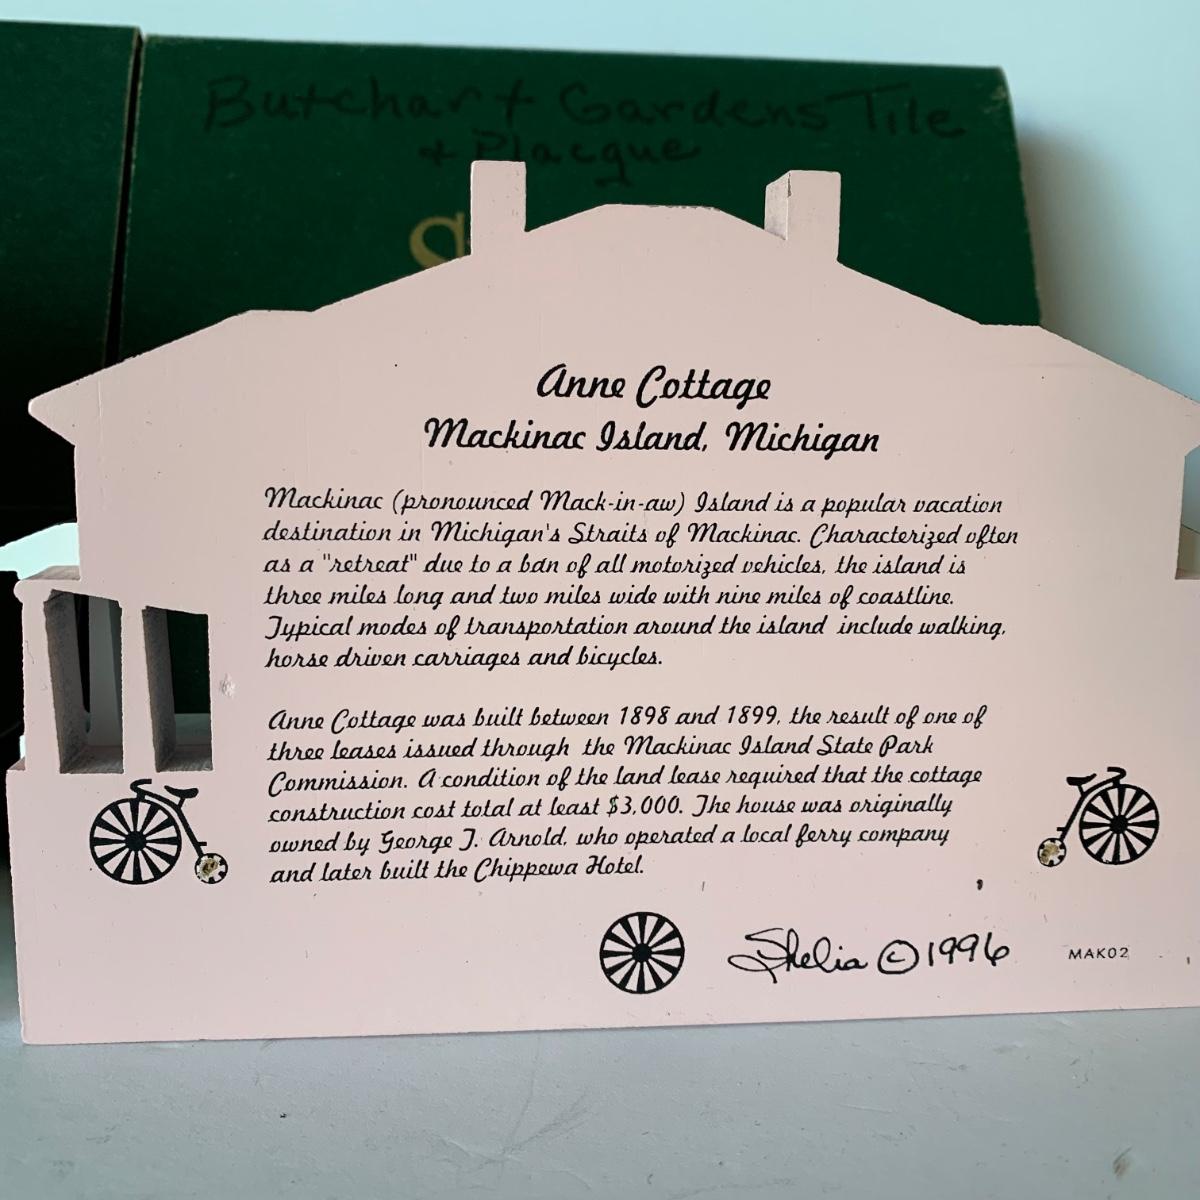 Butchart Gardens Tile
+ Placque
S
Anne Cottage
Mackinac Island, Michigan
Mackinac (pronounced Mack-in-aw) Island is a popular vacation
destination in Michigan's Straits of Mackinac. Characterized often
as a "retreat" due to a ban of all motorized vehicles, the island is
three miles long and two miles wide with nine miles of coastline.
Typical modes of transportation around the island include walking,
horse driven carriages and bicycles.
Anne Cottage was built between 1898 and 1899, the result of one of
three leases issued through the Mackinac Island State Park
Commission. A condition of the land lease required that the cottage
construction cost total at least $3,000. The house was originally
owned by George T. Arnold, who operated a local ferry company
and later built the Chippewa Hotel.
Shelia © 1996
MAK02